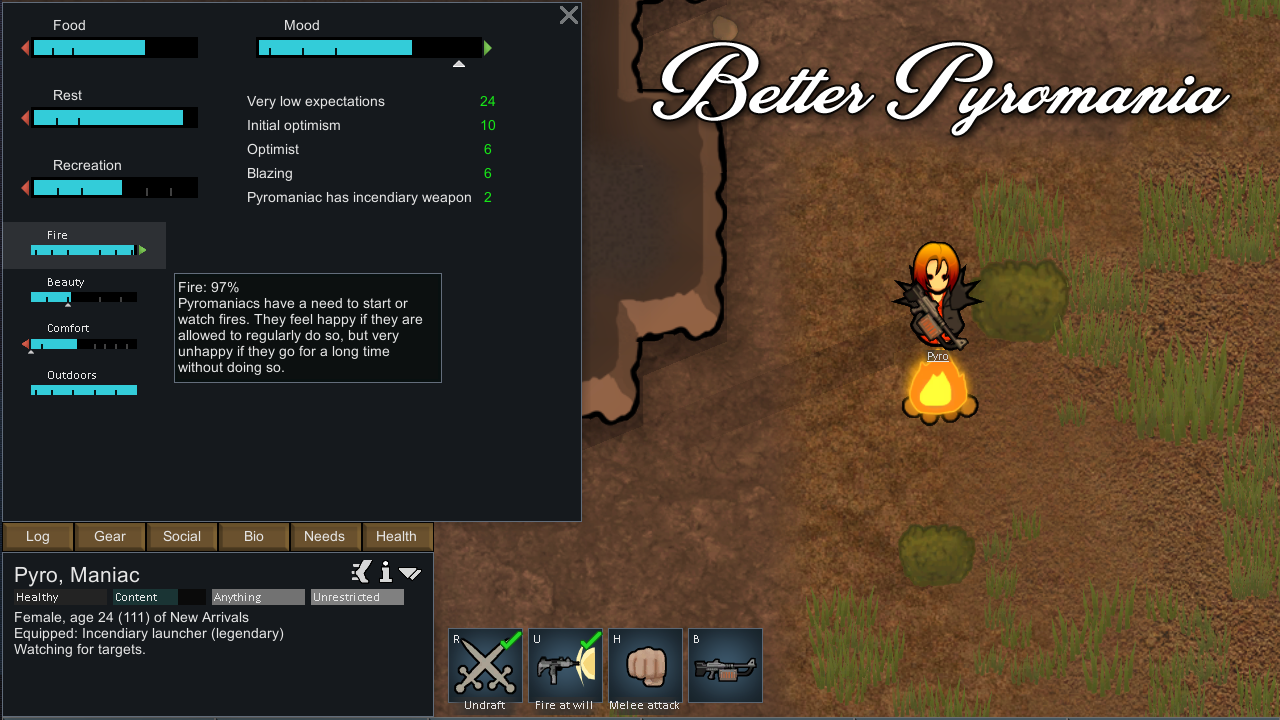 Food
Mood
Better Pyromania
Rest
Very low expectations 24
Initial optimism 10
Optimist 6
Recreation
Blazing 6
Pyromaniac has incendiary weapon 2
Fire
Beauty
Fire: 97%
Pyromaniacs have a need to start or
watch fires. They feel happy if they are
allowed to regularly do so, but very
unhappy if they go for a long time
without doing so.
Comfort
Outdoors
Pyro
Log Gear Social Bio Needs Health
Pyro, Maniac
Healthy Content Anything Unrestricted
Female, age 24 (111) of New Arrivals
Equipped: Incendiary launcher (legendary)
Watching for targets.
R U H B
Undraft Fire at will Melee attack